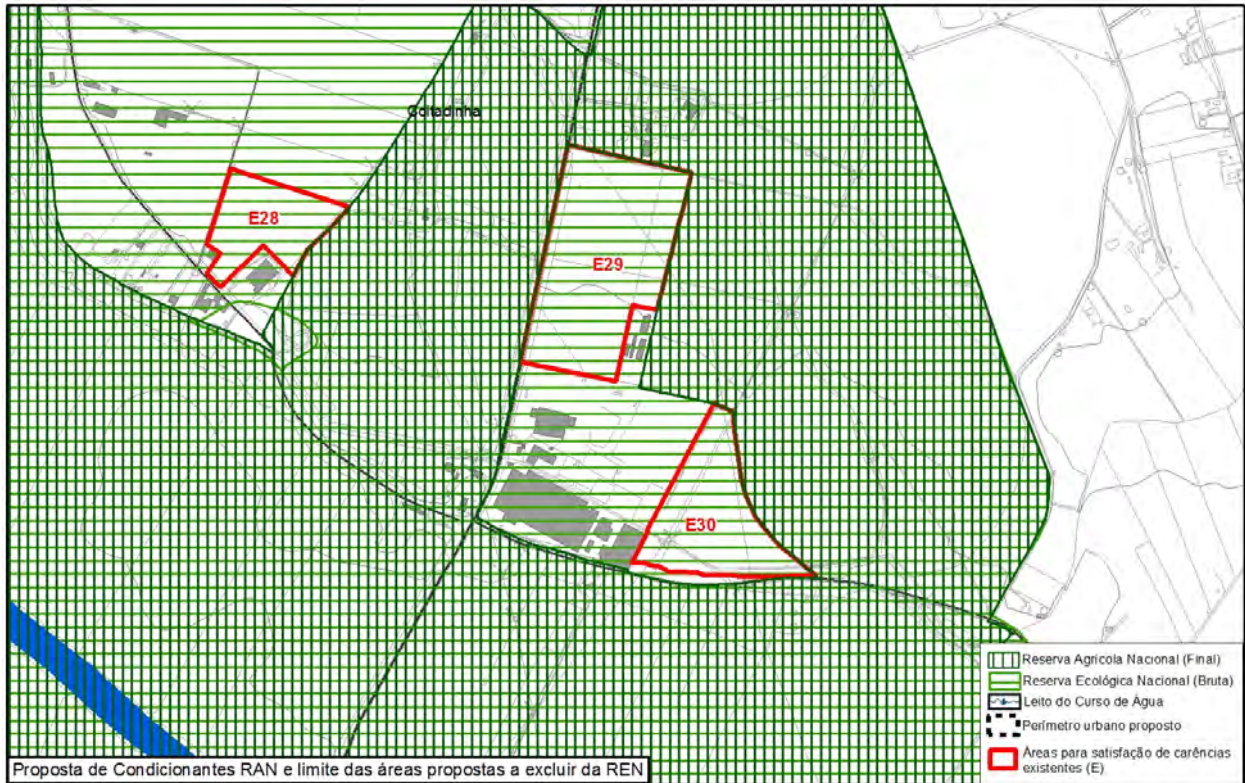 Coitadinha
E28
E29
E30
Reserva Agrícola Nacional (Final)
Reserva Ecológica Nacional (Bruta)
Leito do Curso de Água
Perímetro urbano proposto
Áreas para satisfação de carências
existentes (E)
Proposta de Condicionantes RAN e limite das áreas propostas a excluir da REN